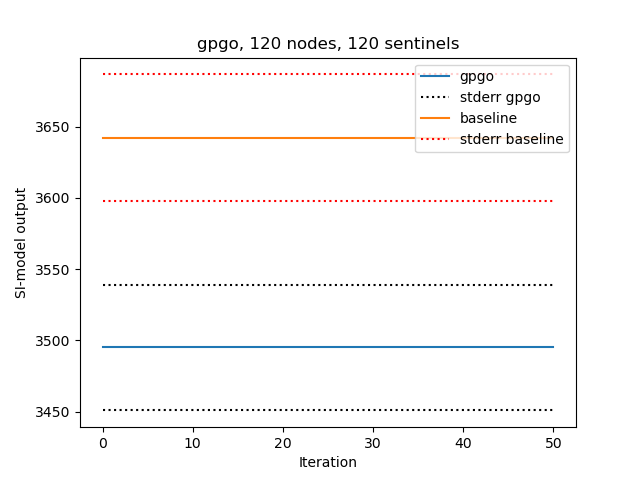 gpgo, 120 nodes, 120 sentinels
gpgo
stderr gpgo
baseline
stderr baseline
SI-model output
3650
3600
3550
3500
3450
0 10 20 30 40 50
Iteration